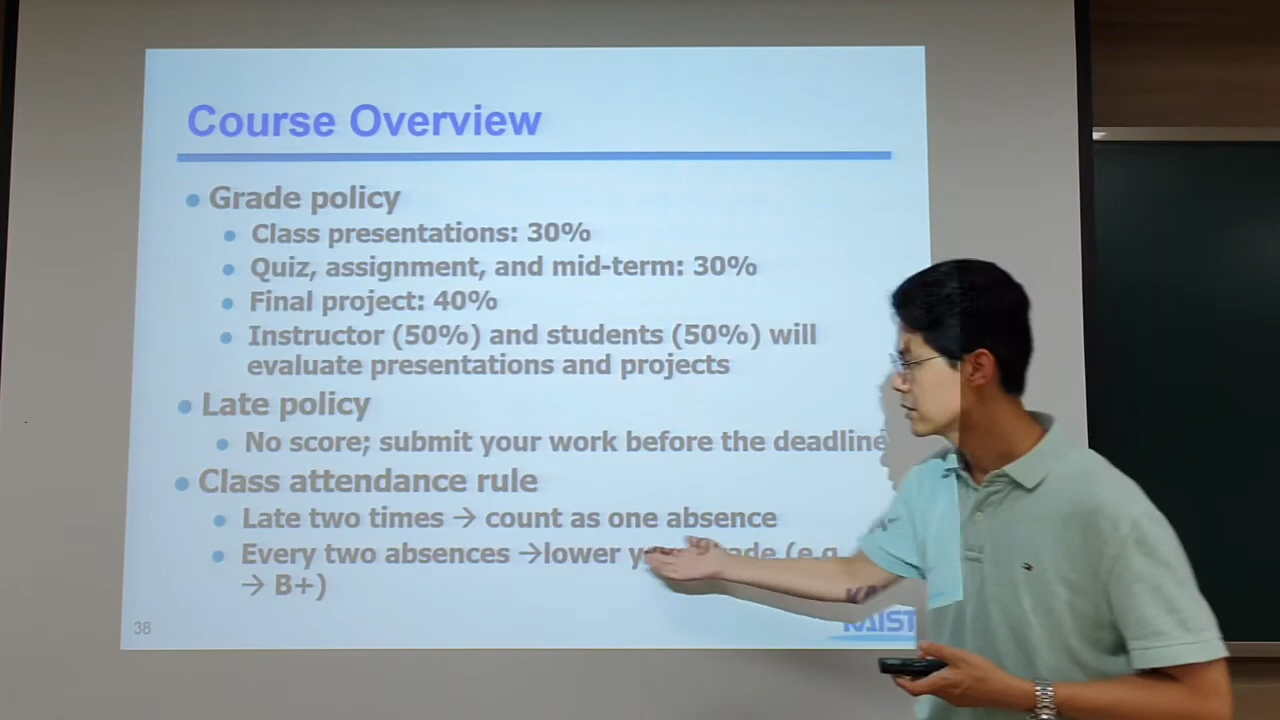 Course Overview
Grade policy
Class presentations: 30%
Quiz, assignment, and mid-term: 30%
Final project: 40%
Instructor (50%) and students (50%) will
evaluate presentations and projects
Late policy
No score; submit your work before the deadline
Class attendance rule
Late two times → count as one absence
Every two absences →lower (e.g.
→ B+)
38
KAIST